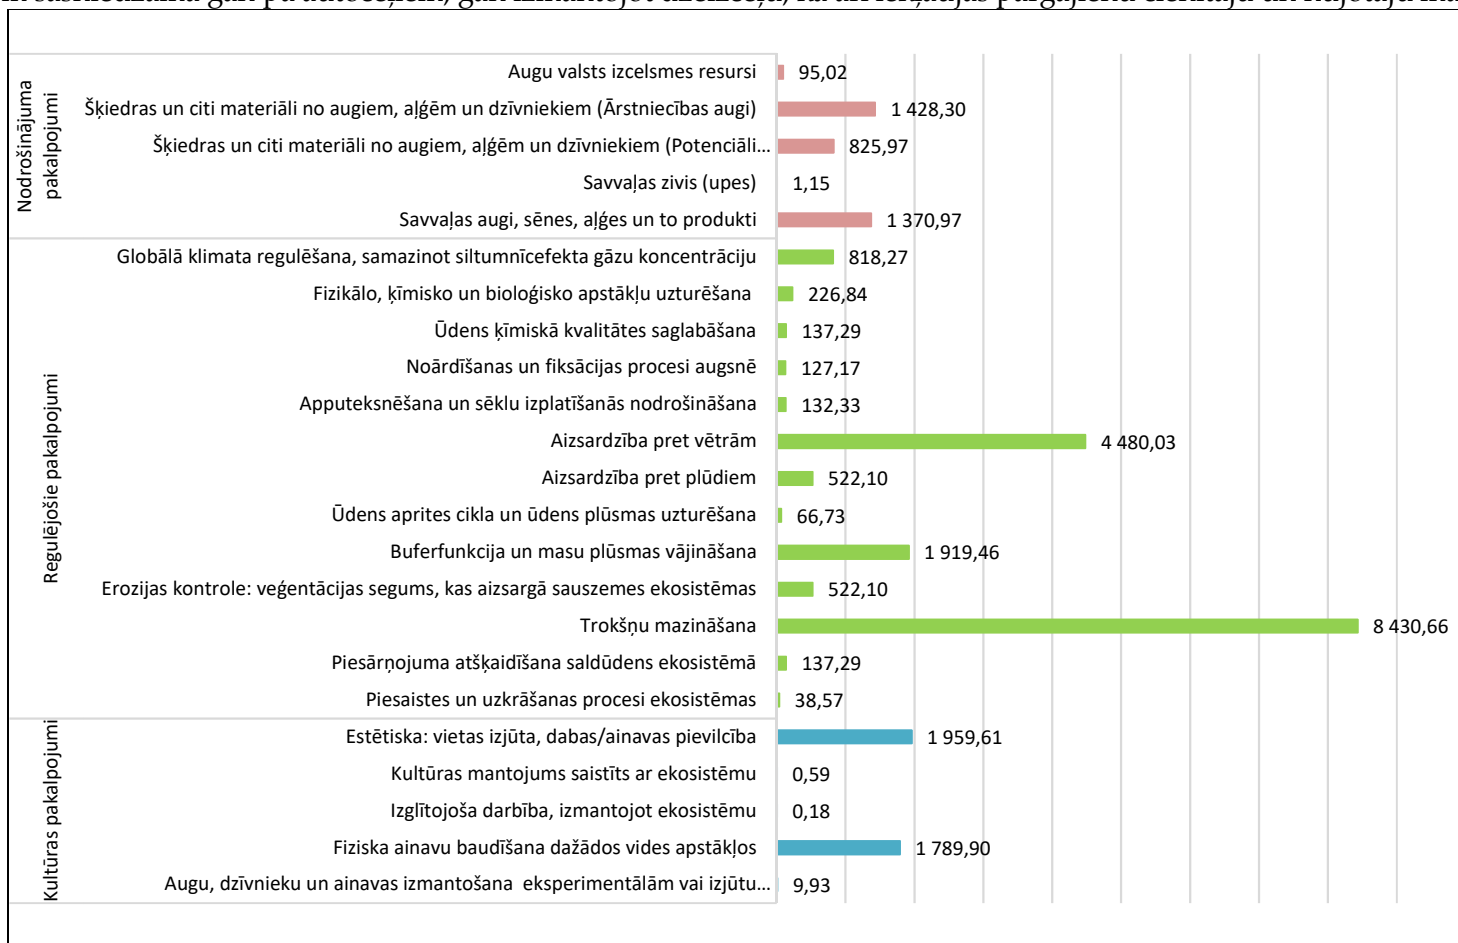 Nodrošinājuma
pakalpojumi
Augu valsts izcelsmes resursi 95,02
Šķiedras un citi materiāli no augiem, aļģēm un dzīvniekiem (Ārstniecības augi) 1 428,30
Šķiedras un citi materiāli no augiem, aļģēm un dzīvniekiem (Potenciāli... 825,97
Savvaļas zivis (upes) 1,15
Savvaļas augi, sēnes, aļģes un to produkti 1 370,97
Regulējošie pakalpojumi
Globālā klimata regulēšana, samazinot siltumnīcefekta gāzu koncentrāciju 818,27
Fizikālo, ķīmisko un bioloģisko apstākļu uzturēšana 226,84
Ūdens ķīmiskā kvalitātes saglabāšana 137,29
Noārdīšanas un fiksācijas procesi augsnē 127,17
Apputeksnēšana un sēklu izplatīšanās nodrošināšana 132,33
Aizsardzība pret vētrām 4 480,03
Aizsardzība pret plūdiem 522,10
Ūdens aprites cikla un ūdens plūsmas uzturēšana 66,73
Buferfunkcija un masu plūsmas vājināšana 1 919,46
Erozijas kontrole: veģentācijas segums, kas aizsargā sauszemes ekosistēmas 522,10
Trokšņu mazināšana 8 430,66
Piesārņojuma atšķaidīšana saldūdens ekosistēmā 137,29
Piesaistes un uzkrāšanas procesi ekosistēmas 38,57
Kultūras pakalpojumi
Estētiska: vietas izjūta, dabas/ainavas pievilcība 1 959,61
Kultūras mantojums saistīts ar ekosistēmu 0,59
Izglītojoša darbība, izmantojot ekosistēmu 0,18
Fiziska ainavu baudīšana dažādos vides apstākļos 1 789,90
Augu, dzīvnieku un ainavas izmantošana eksperimentālām vai izjūtu... 9,93